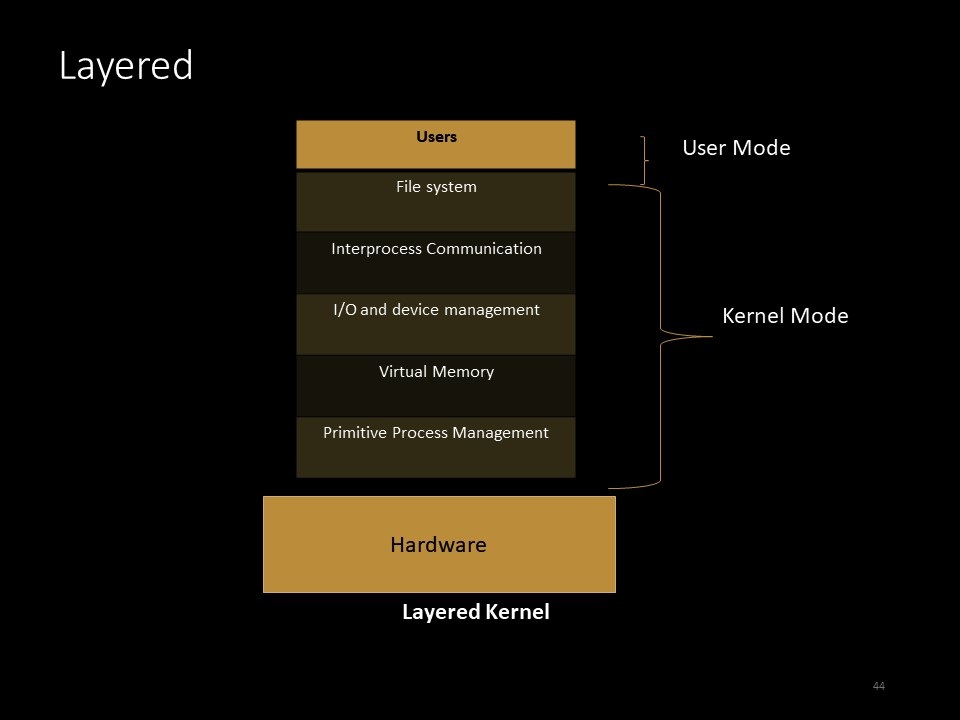 Layered
Users
User Mode
File system
Interprocess Communication
I/O and device management
Kernel Mode
Virtual Memory
Primitive Process Management
Hardware
Layered Kernel
44